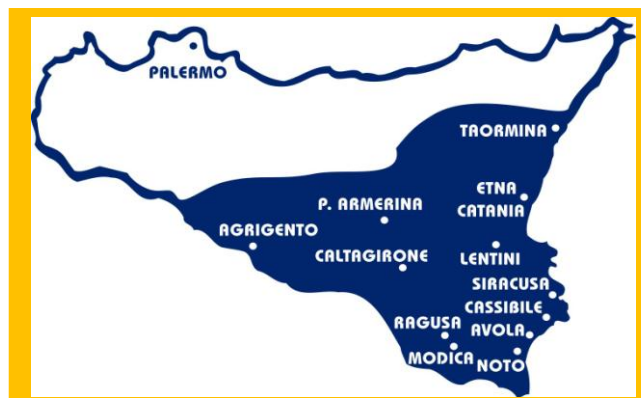 PALERMO
TAORMINA
ETNA
CATANIA
P. ARMERINA
AGRIGENTO
CALTAGIRONE
LENTINI
SIRACUSA
CASSIBILE
RAGUSA
AVOLA
MODICA
NOTO